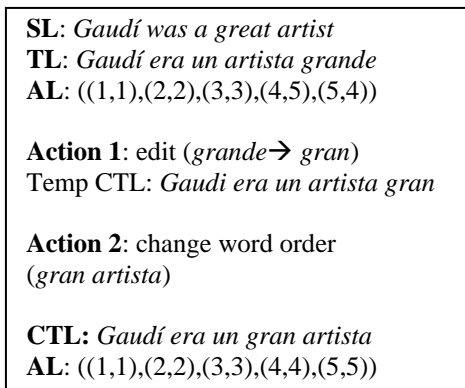 SL: Gaudí was a great artist
TL: Gaudí era un artista grande
AL: ((1,1),(2,2),(3,3),(4,5),(5,4))
Action 1: edit (grande→ gran)
Temp CTL: Gaudi era un artista gran
Action 2: change word order
(gran artista)
CTL: Gaudí era un gran artista
AL: ((1,1),(2,2),(3,3),(4,4),(5,5))